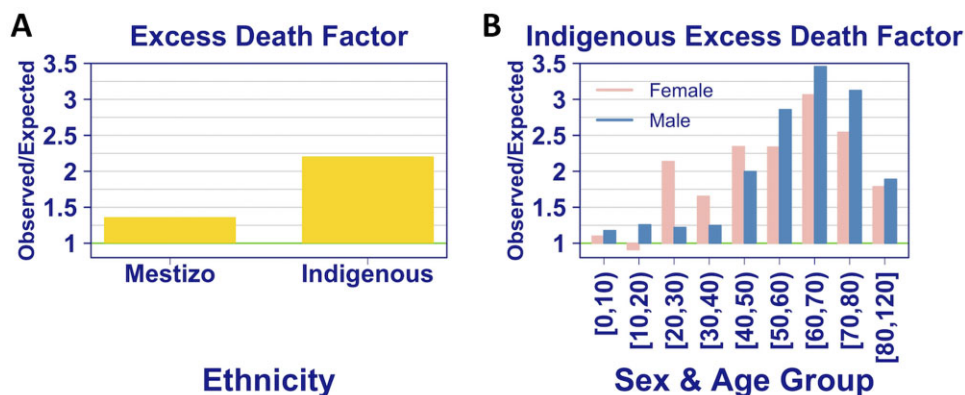 A
Excess Death Factor
Observed/Expected
3.5
3
2.5
2
1.5
1
Mestizo
Indigenous
Ethnicity
B
Indigenous Excess Death Factor
Observed/Expected
3.5
3
2.5
2
1.5
1
Female
Male
[0,10)
[10,20)
[20,30)
[30,40)
[40,50)
[50,60)
[60,70)
[70,80)
[80,120]
Sex & Age Group